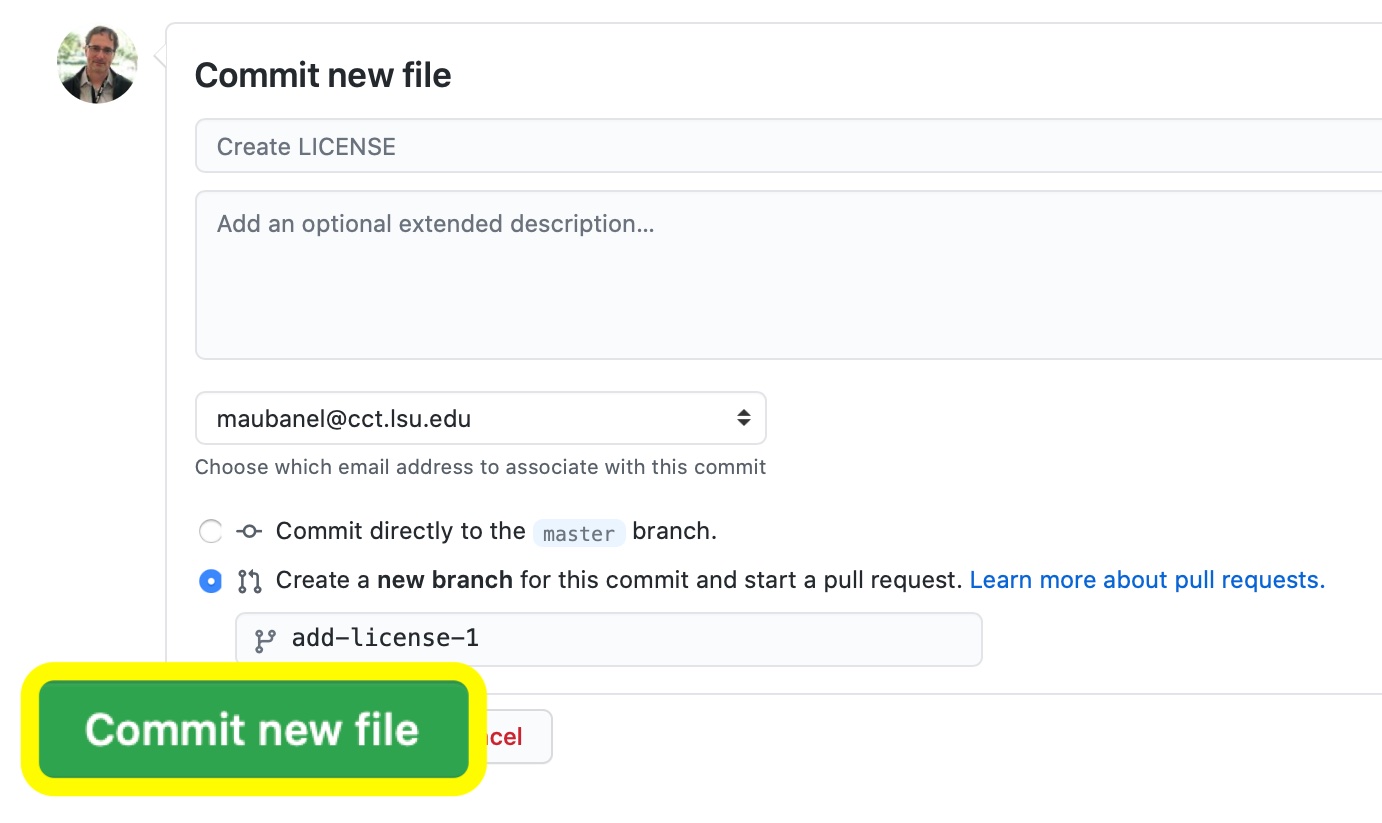 Commit new file
Create LICENSE
Add an optional extended description...
maubanel@cct.lsu.edu
Choose which email address to associate with this commit
Commit directly to the master branch.
Create a new branch for this commit and start a pull request. Learn more about pull requests.
add-license-1
Commit new file
ncel